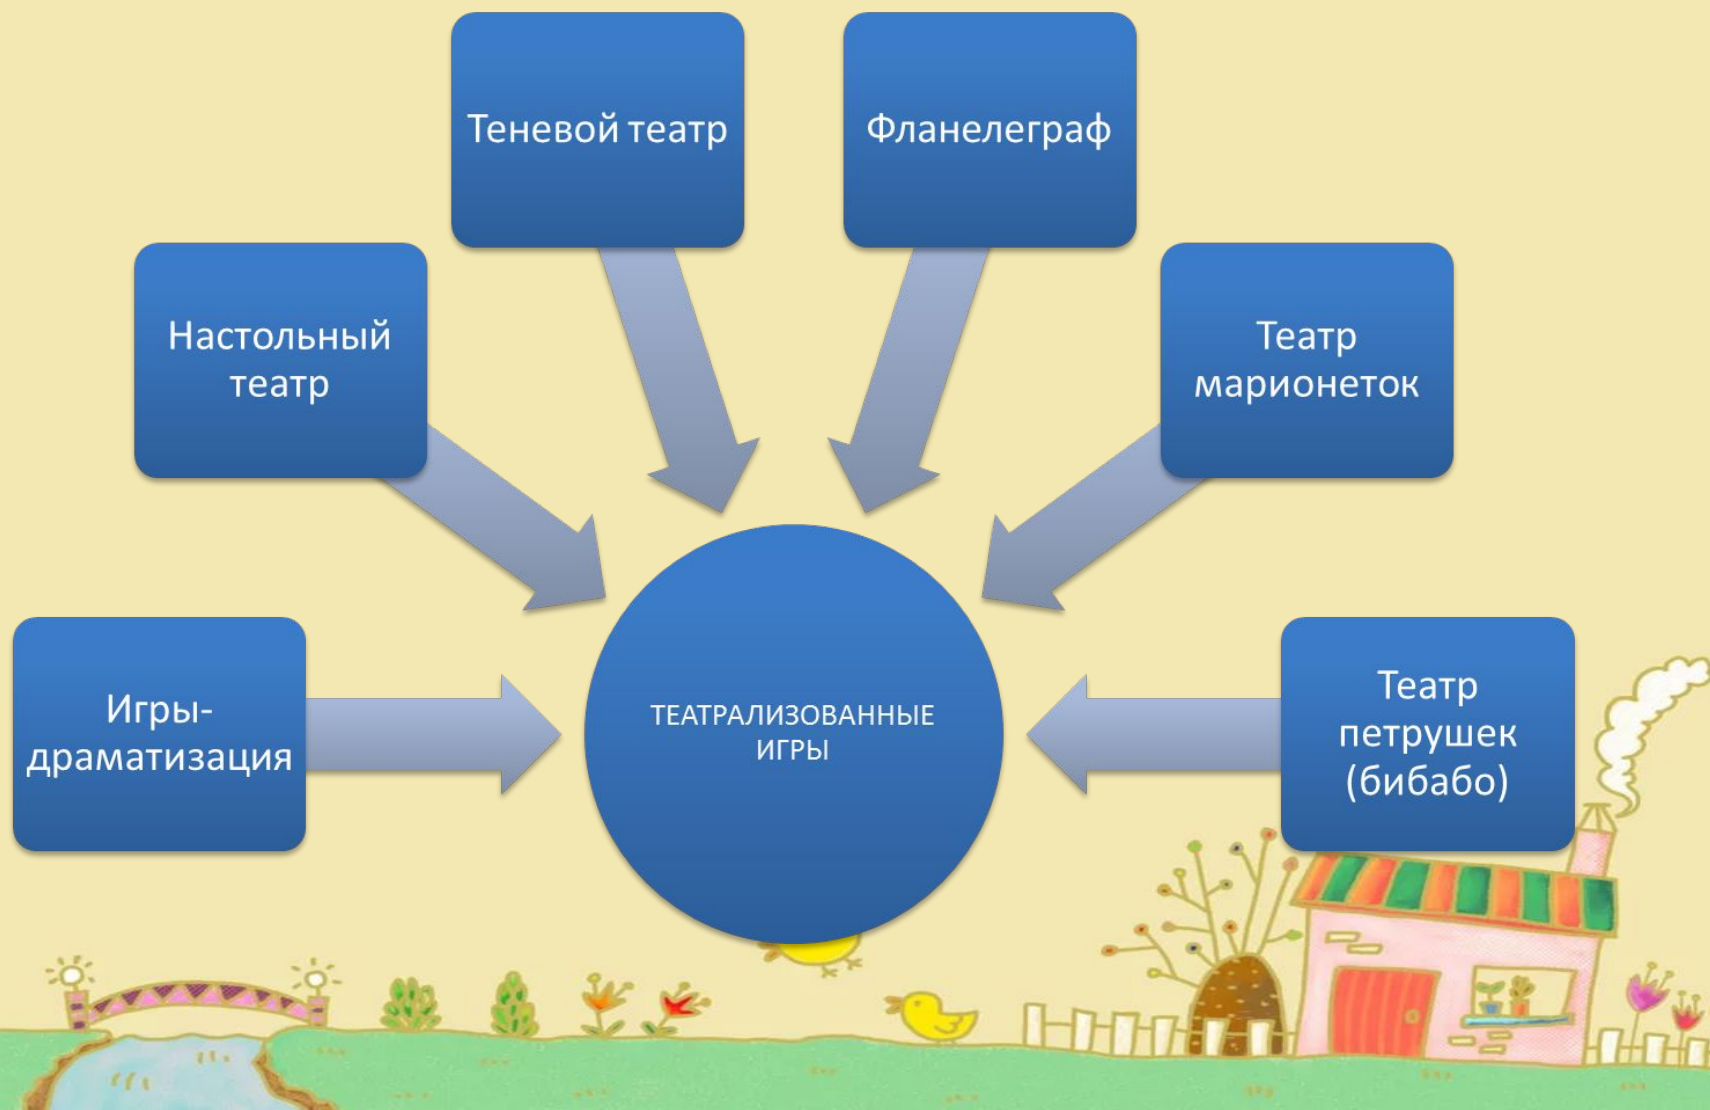 Теневой театр
Фланелеграф
Настольный
театр
Театр
марионеток
Игры-
драматизация
ТЕАТРАЛИЗОВАННЫЕ
ИГРЫ
Театр
петрушек
(бибабо)